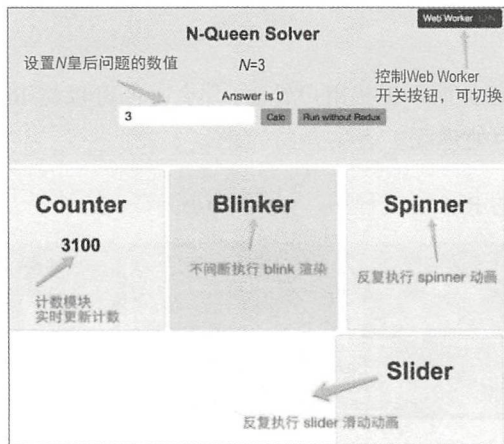 Web Worker
N-Queen Solver
设置N皇后问题的数值
N=3
控制Web Worker
开关按钮，可切换
Answer is 0
3
Calc
Run without Redux
Counter
Blinker
Spinner
3100
不间断执行 blink 渲染
反复执行 spinner 动画
计数模块
实时更新计数
Slider
反复执行 slider 滑动动画